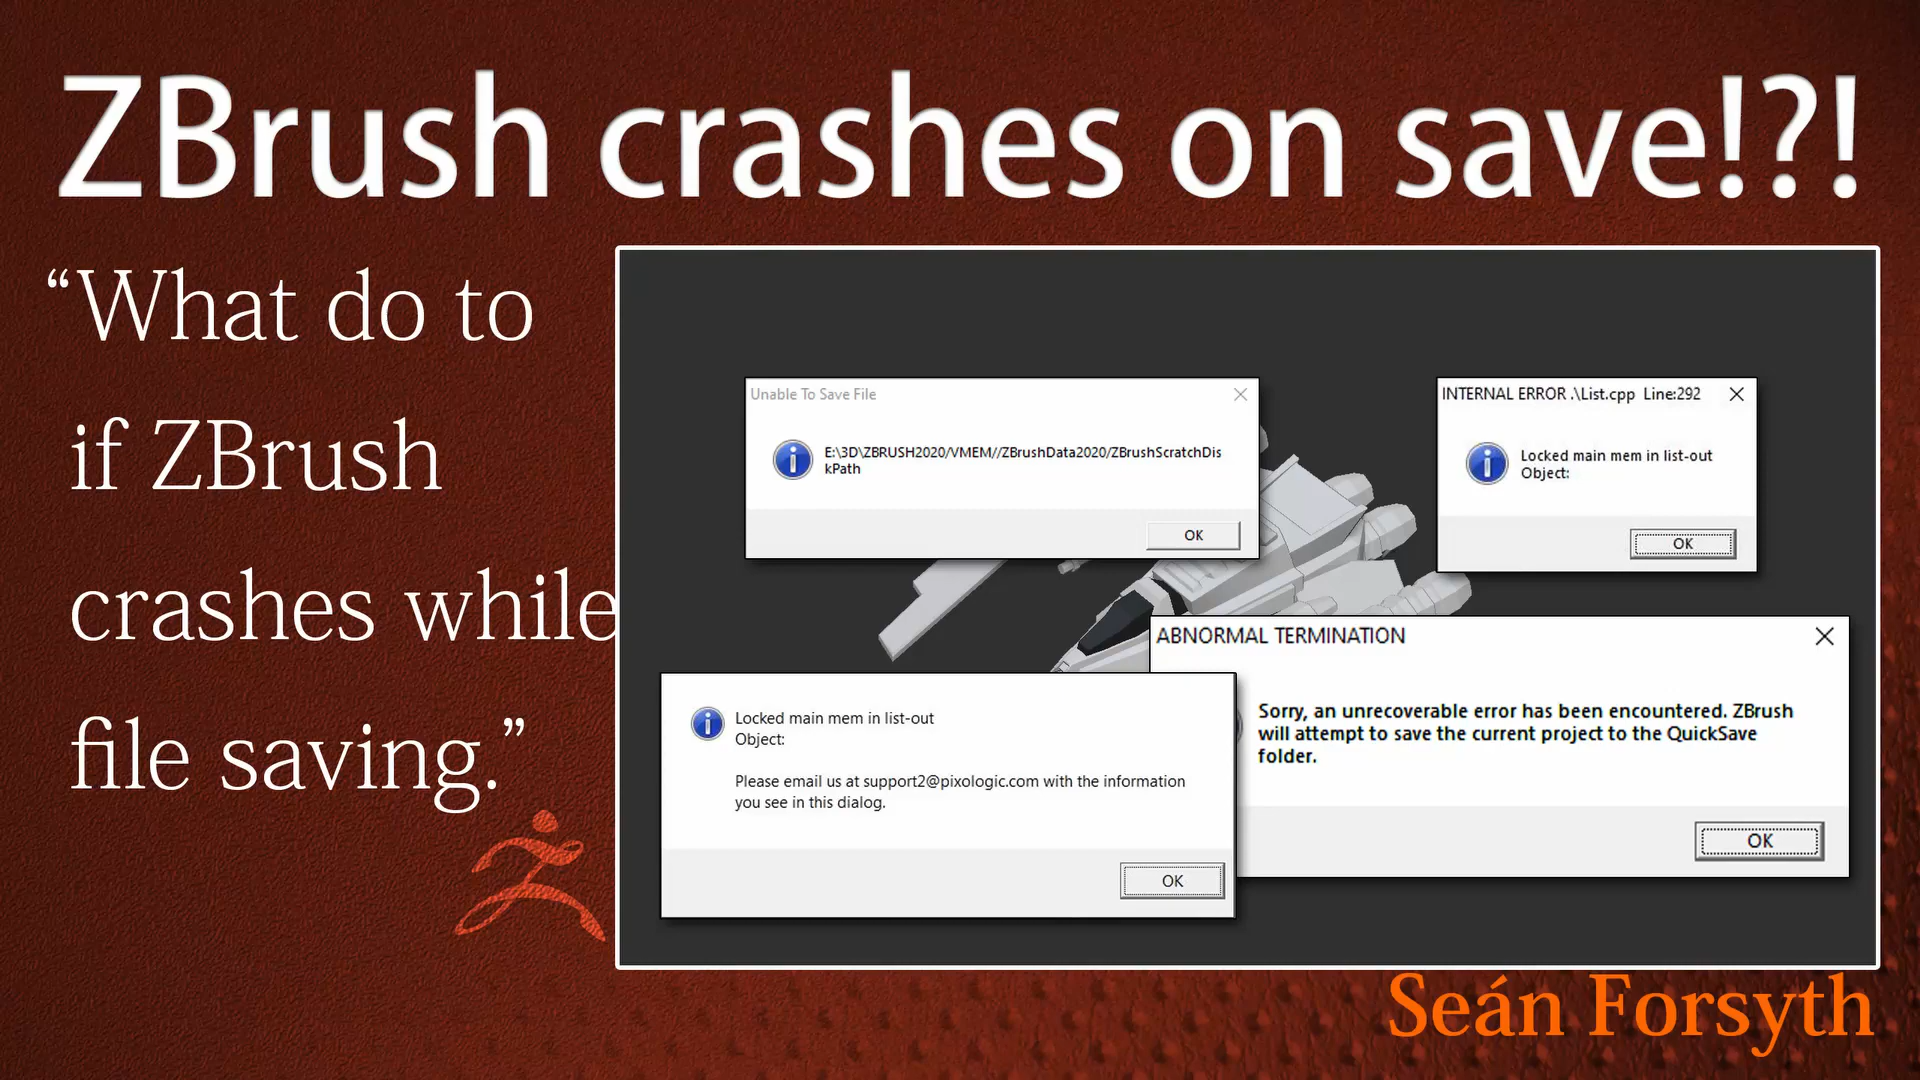 ZBrush crashes on save!?!
“What do to
if ZBrush
crashes while
file saving.”
Unable To Save File
E:\3D\ZBRUSH2020/VMEM//ZBrushData2020/ZBrushScratchDis
kPath
OK
INTERNAL ERROR .\List.cpp Line:292
Locked main mem in list-out
Object:
OK
ABNORMAL TERMINATION
Sorry, an unrecoverable error has been encountered. ZBrush
will attempt to save the current project to the QuickSave
folder.
OK
Locked main mem in list-out
Object:
Please email us at support2@pixologic.com with the information
you see in this dialog.
OK
Seán Forsyth